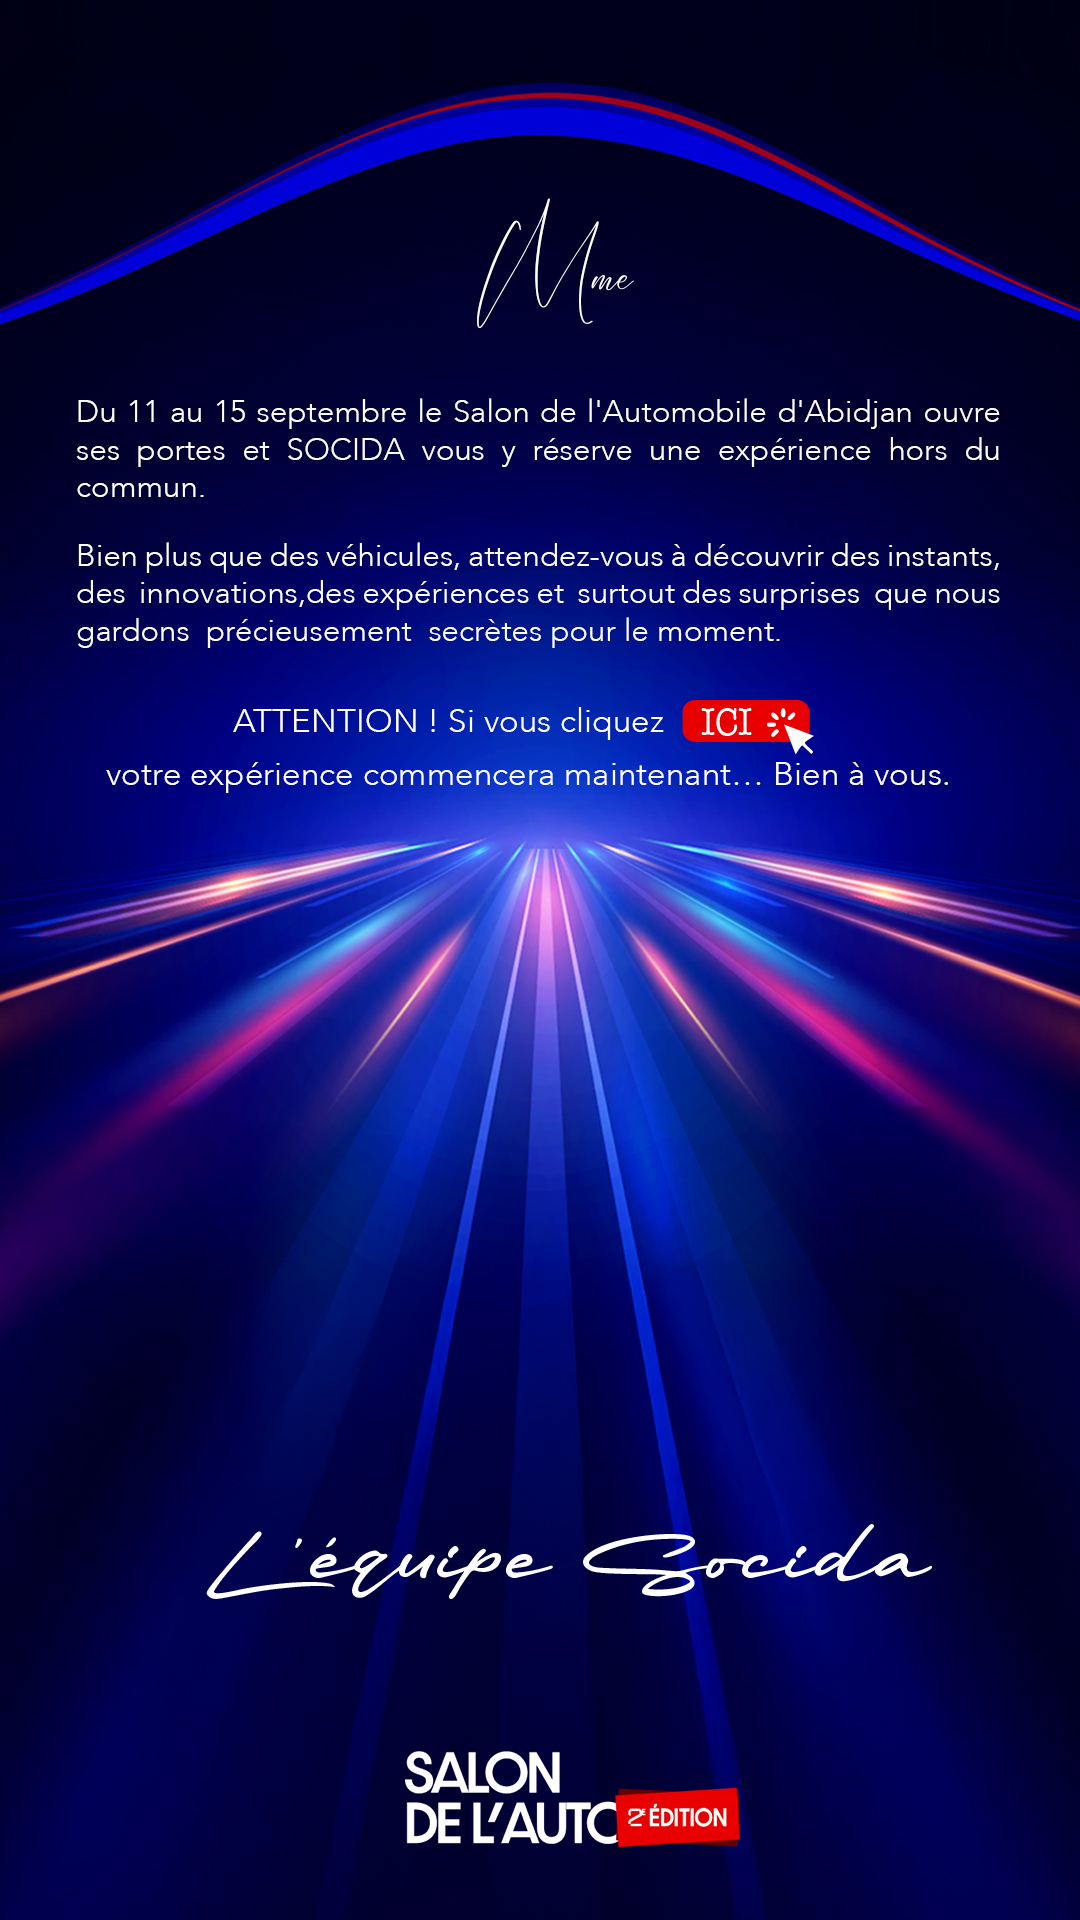 Mme
Du 11 au 15 septembre le Salon de l'Automobile d'Abidjan ouvre
ses portes et SOCIDA vous y réserve une expérience hors du
commun.
Bien plus que des véhicules, attendez-vous à découvrir des instants,
des innovations,des expériences et surtout des surprises que nous
gardons précieusement secrètes pour le moment.
ATTENTION ! Si vous cliquez ICI
votre expérience commencera maintenant... Bien à vous.
L'équipe Socida
SALON
DE L'AUTO 2e ÉDITION